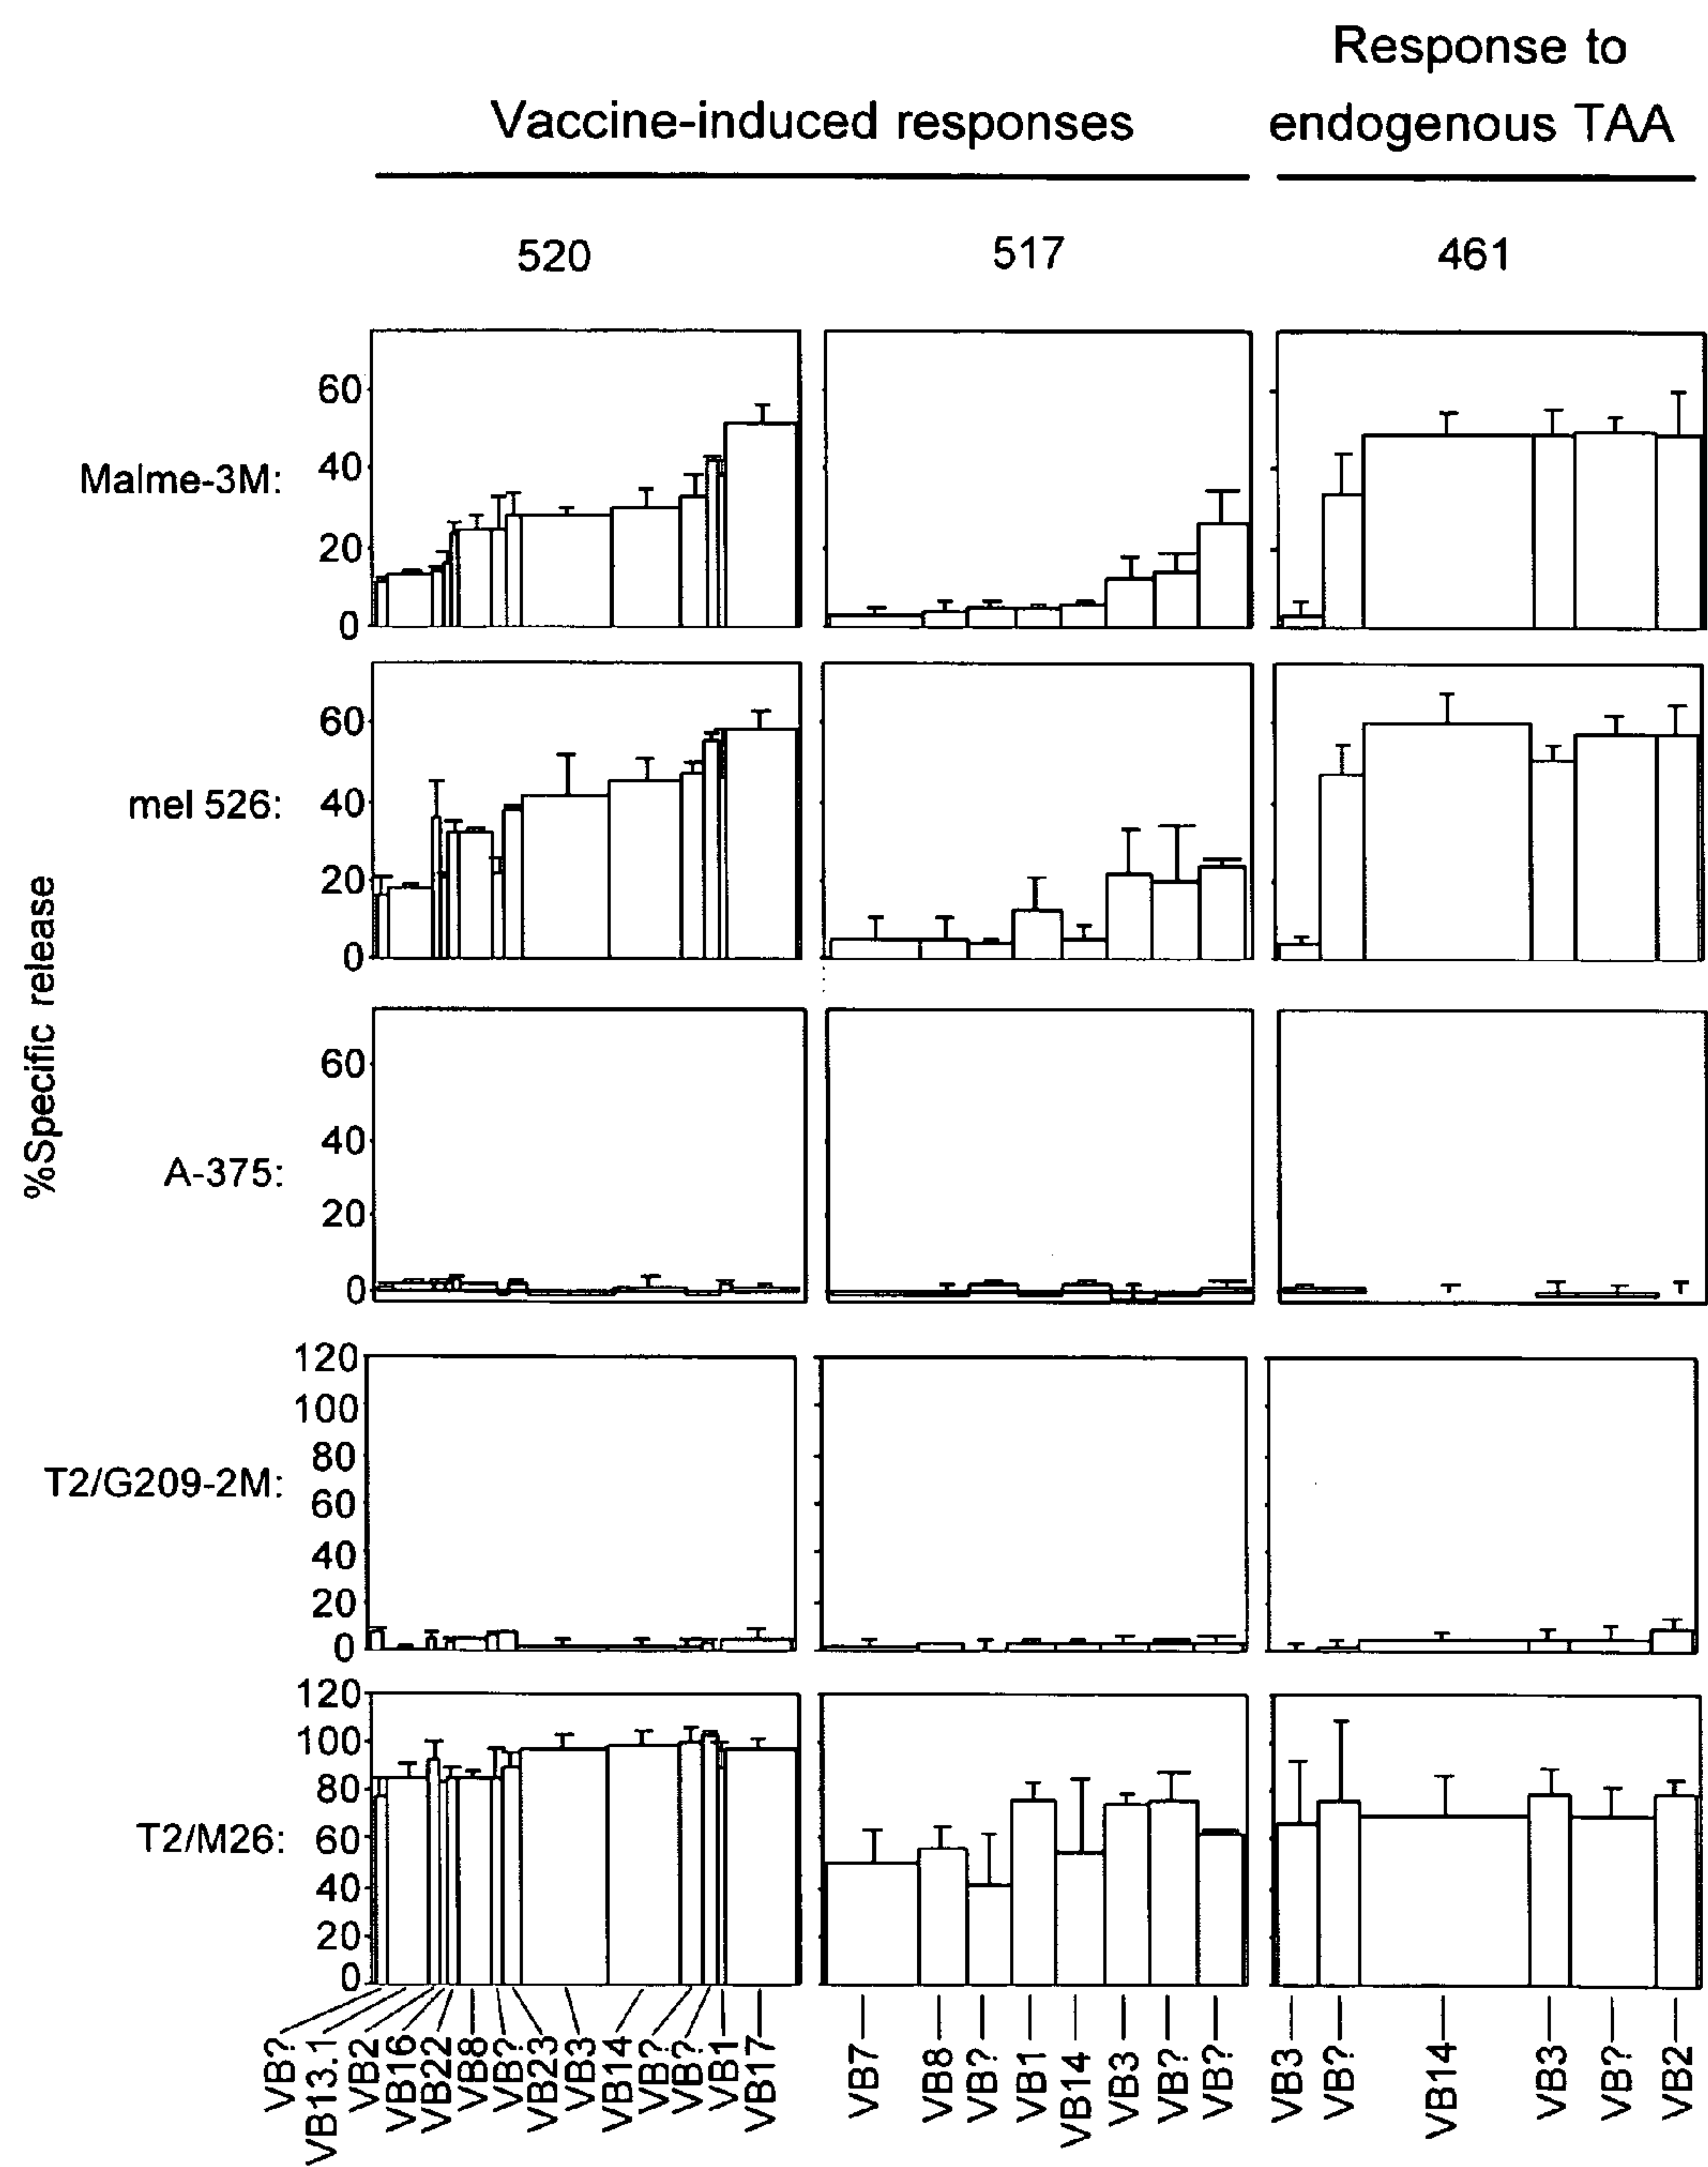 Response to
Vaccine-induced responses endogenous TAA
520 517 461
%Specific release
Malme-3M:
60
40
20
0
mel 526:
60
40
20
0
A-375:
60
40
20
0
T2/G209-2M:
120
100
80
60
40
20
0
T2/M26:
120
100
80
60
40
20
0
VB? VB13.1 VB2 VB16 VB22 VB8 VB? VB23 VB3 VB14 VB? VB? VB1 VB17
VB7 VB8 VB? VB1 VB14 VB3 VB? VB?
VB3 VB? VB14 VB3 VB? VB2